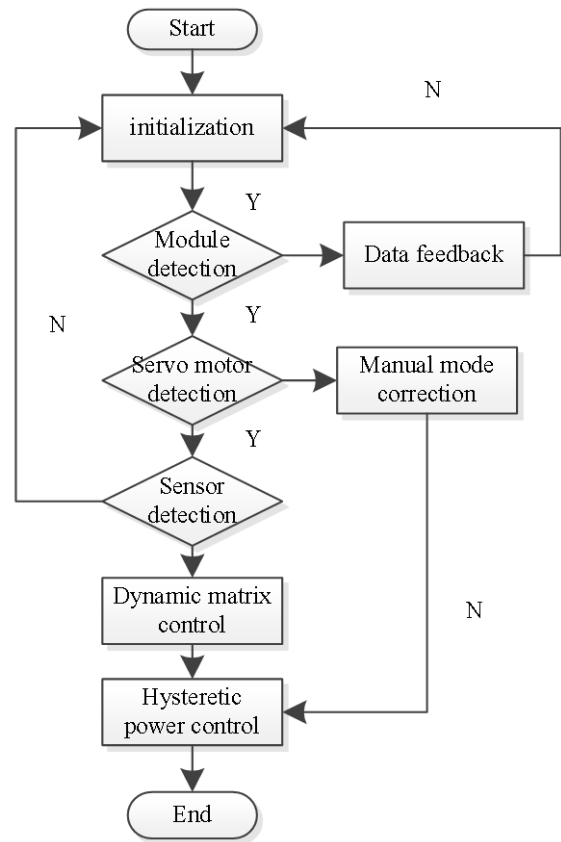 Start
N
initialization
Y
Module
detection
Data feedback
Y
N
Servo motor
detection
Manual mode
correction
Y
Sensor
detection
Dynamic matrix
control
N
Hysteretic
power control
End